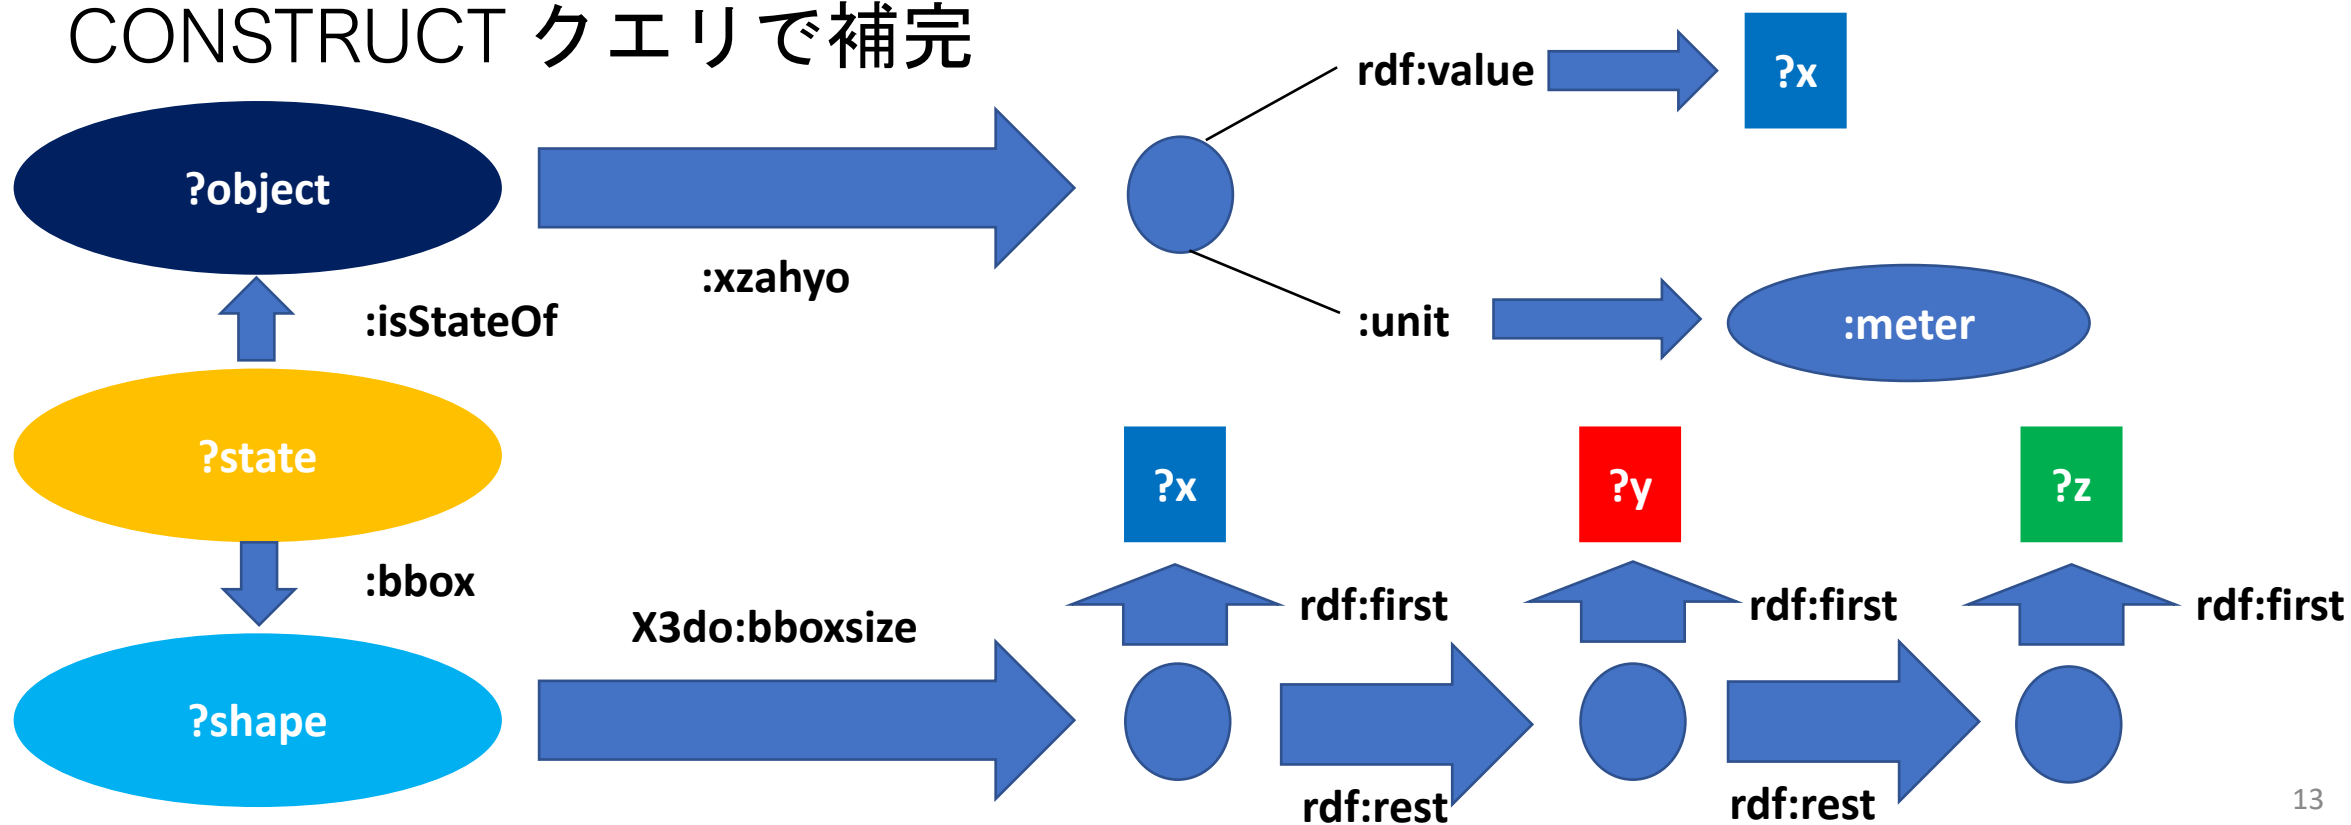 CONSTRUCT クエリで補完
rdf:value
?x
?object
:xzahyo
:isStateOf
:unit
:meter
?state
?x
?y
?z
:bbox
X3do:bboxsize
rdf:first
rdf:first
rdf:first
?shape
rdf:rest
rdf:rest
13